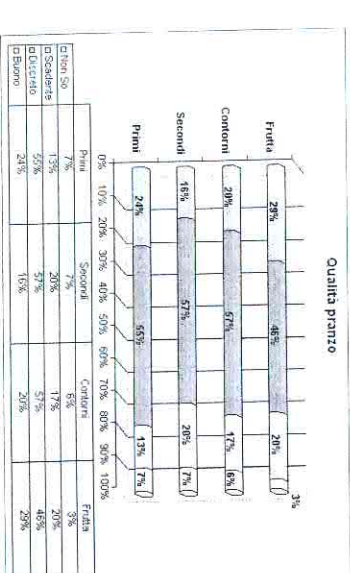 Qualità pranzo
3%
Frutta 29% 46% 20%
Contorni 20% 57% 17% 6%
Secondi 16% 57% 20% 7%
Primi 24% 55% 13% 7%
0% 10% 20% 30% 40% 50% 60% 70% 80% 90% 100%
Primi Secondi Contorni Frutta
Non So 7% 7% 6% 3%
Scadente 13% 20% 17% 20%
Discreto 55% 57% 57% 46%
Buono 24% 16% 20% 29%